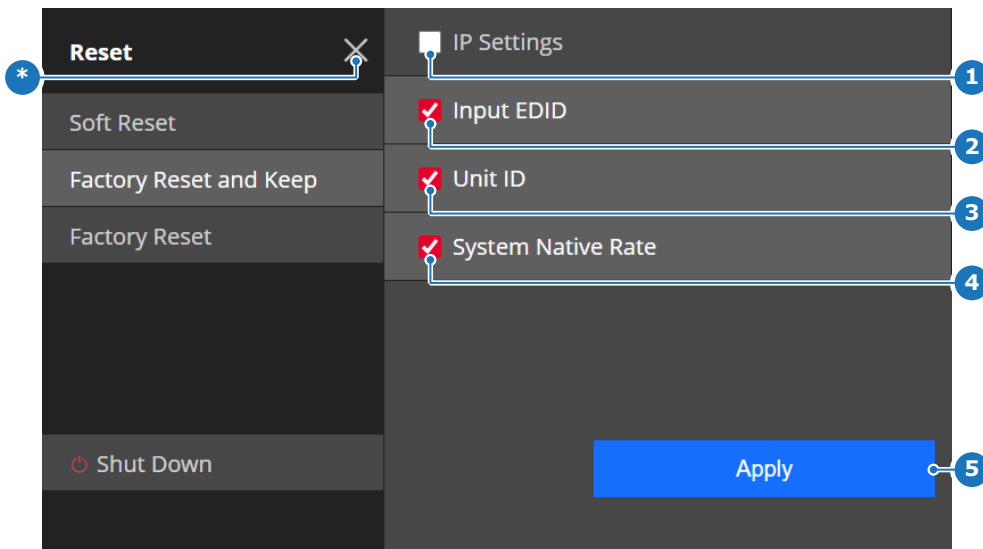 Reset
*
Soft Reset
Factory Reset and Keep
Factory Reset
Shut Down
IP Settings
1
Input EDID
2
Unit ID
3
System Native Rate
4
Apply
5